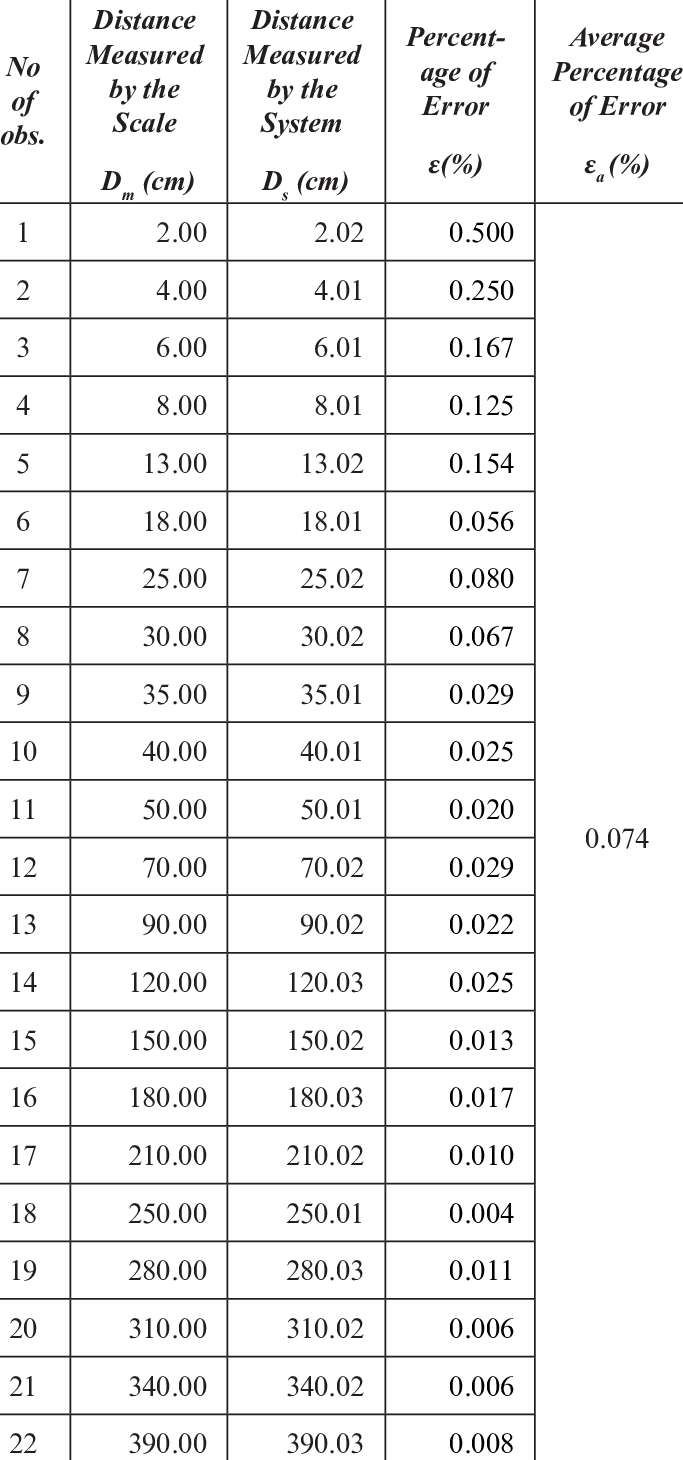 No of obs. | Distance Measured by the Scale Dm (cm) | Distance Measured by the System Ds (cm) | Percent-age of Error ε(%) | Average Percentage of Error εa (%)
1 | 2.00 | 2.02 | 0.500 | 0.074
2 | 4.00 | 4.01 | 0.250
3 | 6.00 | 6.01 | 0.167
4 | 8.00 | 8.01 | 0.125
5 | 13.00 | 13.02 | 0.154
6 | 18.00 | 18.01 | 0.056
7 | 25.00 | 25.02 | 0.080
8 | 30.00 | 30.02 | 0.067
9 | 35.00 | 35.01 | 0.029
10 | 40.00 | 40.01 | 0.025
11 | 50.00 | 50.01 | 0.020
12 | 70.00 | 70.02 | 0.029
13 | 90.00 | 90.02 | 0.022
14 | 120.00 | 120.03 | 0.025
15 | 150.00 | 150.02 | 0.013
16 | 180.00 | 180.03 | 0.017
17 | 210.00 | 210.02 | 0.010
18 | 250.00 | 250.01 | 0.004
19 | 280.00 | 280.03 | 0.011
20 | 310.00 | 310.02 | 0.006
21 | 340.00 | 340.02 | 0.006
22 | 390.00 | 390.03 | 0.008